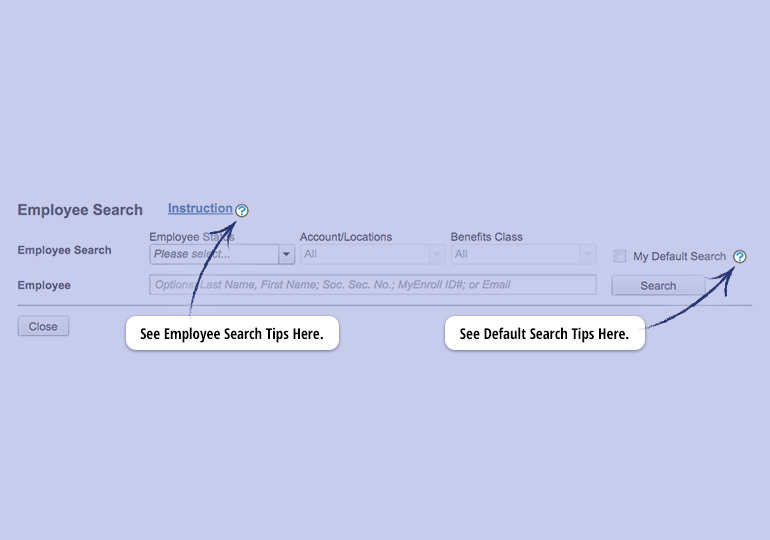 Employee Search Instruction ?
Employee Status Account/Locations Benefits Class
Employee Search Please select... All All My Default Search ?
Employee Options: Last Name, First Name; Soc. Sec. No.; MyEnroll ID#; or Email Search
Close See Employee Search Tips Here. See Default Search Tips Here.